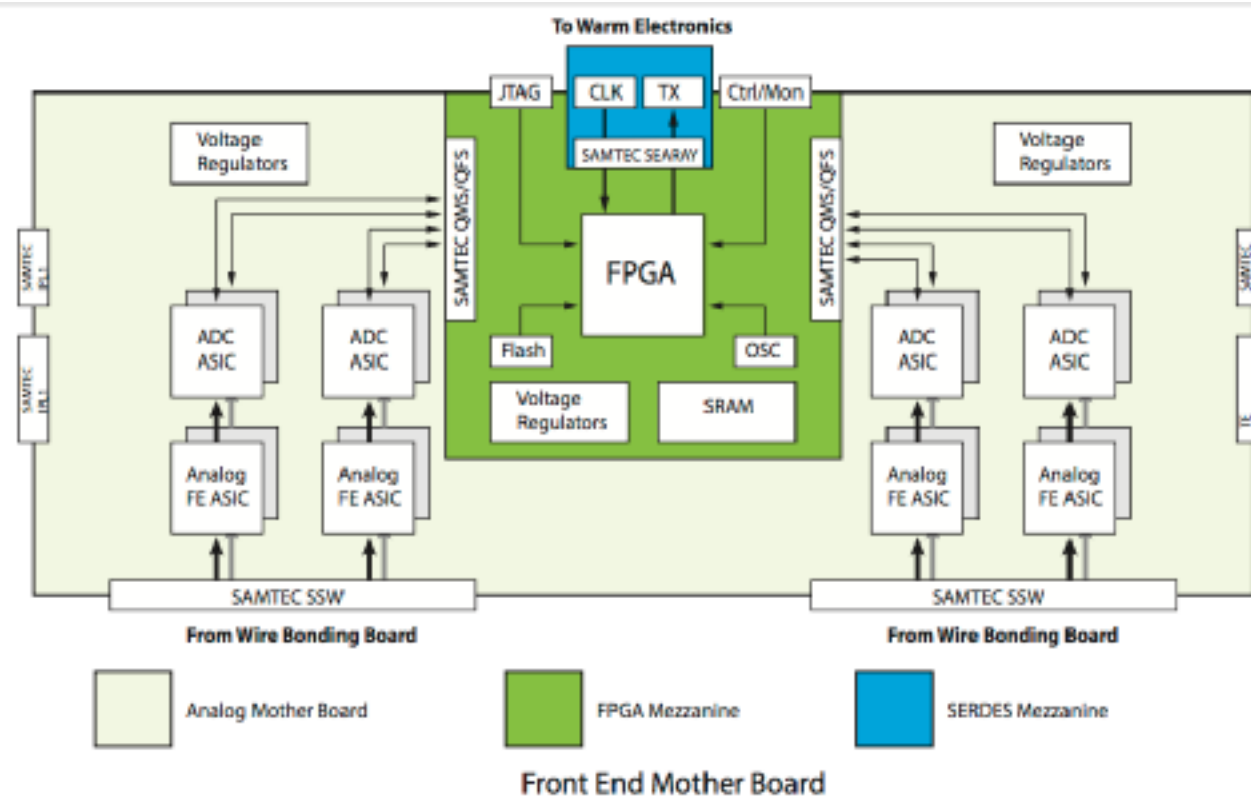 To Warm Electronics
JTAG
CLK
TX
Ctrl/Mon
SAMTEC SEARAY
Voltage
Regulators
Voltage
Regulators
SAMTEC QMS/QFS
SAMTEC QMS/QFS
FPGA
SAMTEC
SAMTEC
SAMTEC
ADC
ASIC
ADC
ASIC
ADC
ASIC
ADC
ASIC
Flash
OSC
Voltage
Regulators
SRAM
Analog
FE ASIC
Analog
FE ASIC
Analog
FE ASIC
Analog
FE ASIC
SAMTEC SSW
SAMTEC SSW
From Wire Bonding Board
From Wire Bonding Board
Analog Mother Board
FPGA Mezzanine
SERDES Mezzanine
Front End Mother Board